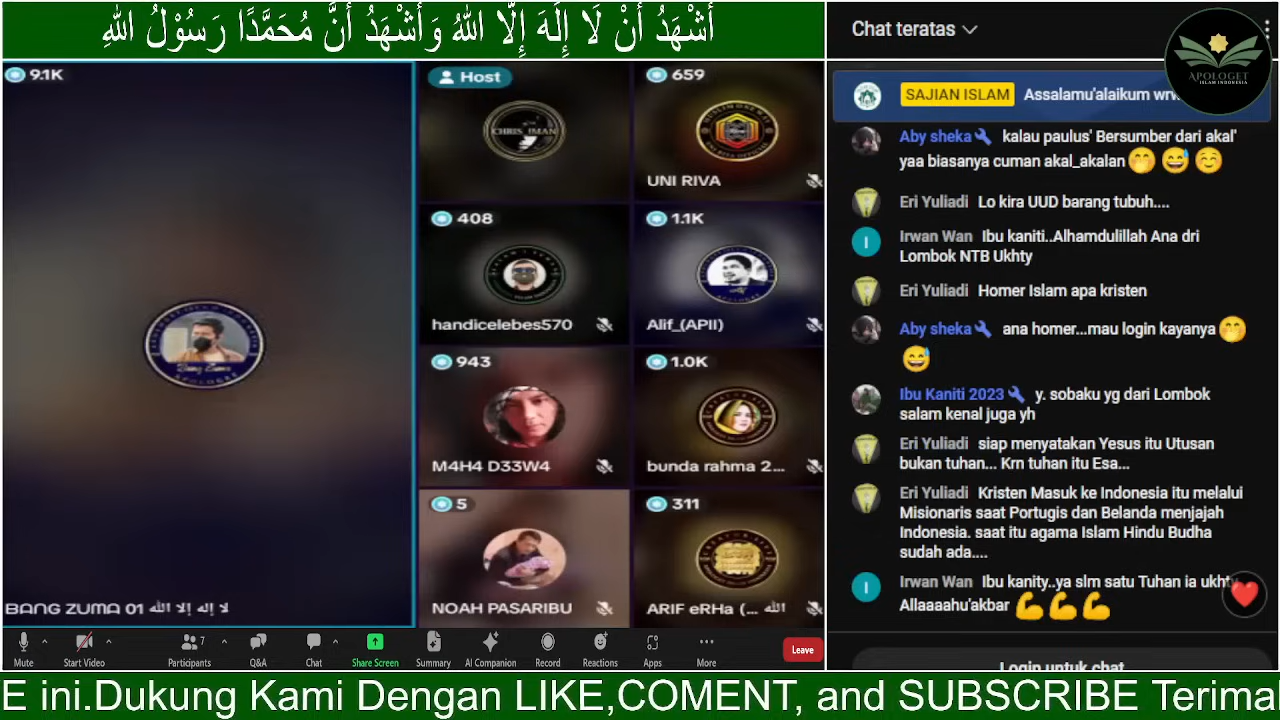 أَشْهَدُ أَنْ لَا إِلَهَ إِلَّا اللهُ وَأَشْهَدُ أَنَّ مُحَمَّدًا رَسُوْلُ اللهِ
9.1K
Host
CHRIS_IMAN
659
UNI RIVA
408
handicelebes570
1.1K
Alif_(APII)
943
M4H4 D33W4
1.0K
bunda rahma 2...
5
NOAH PASARIBU
311
ARIF eRHa (... الله
Bang Zuma
BANG ZUMA 01 لا إله إلا الله
Mute
Start Video
7
Participants
Q&A
Chat
Share Screen
Summary
AI Companion
Record
Reactions
Apps
More
Leave
Chat teratas
APOLOGET
ISLAM INDONESIA
SAJIAN ISLAM Assalamu'alaikum
Aby sheka kalau paulus' Bersumber dari akal'
yaa biasanya cuman akal_akalan 🤭 😅 ☺️
Eri Yuliadi Lo kira UUD barang tubuh....
I
Irwan Wan Ibu kaniti..Alhamdulillah Ana dri
Lombok NTB Ukhty
Eri Yuliadi Homer Islam apa kristen
Aby sheka ana homer...mau login kayanya 🤭
😅
Ibu Kaniti 2023 y. sobaku yg dari Lombok
salam kenal juga yh
Eri Yuliadi siap menyatakan Yesus itu Utusan
bukan tuhan... Krn tuhan itu Esa...
Eri Yuliadi Kristen Masuk ke Indonesia itu melalui
Misionaris saat Portugis dan Belanda menjajah
Indonesia. saat itu agama Islam Hindu Budha
sudah ada....
I
Irwan Wan Ibu kanity..ya slm satu Tuhan ia ukhty
Allaaaahu'akbar 💪💪💪
Login untuk chat
E ini.Dukung Kami Dengan LIKE,COMENT, and SUBSCRIBE Terima